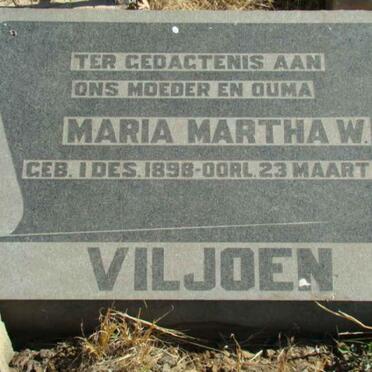 TER GEDAGTENIS AAN
ONS MOEDER EN OUMA
MARIA MARTHA W.
GEB. 1 DES. 1898-OORL. 23 MAART
VILJOEN